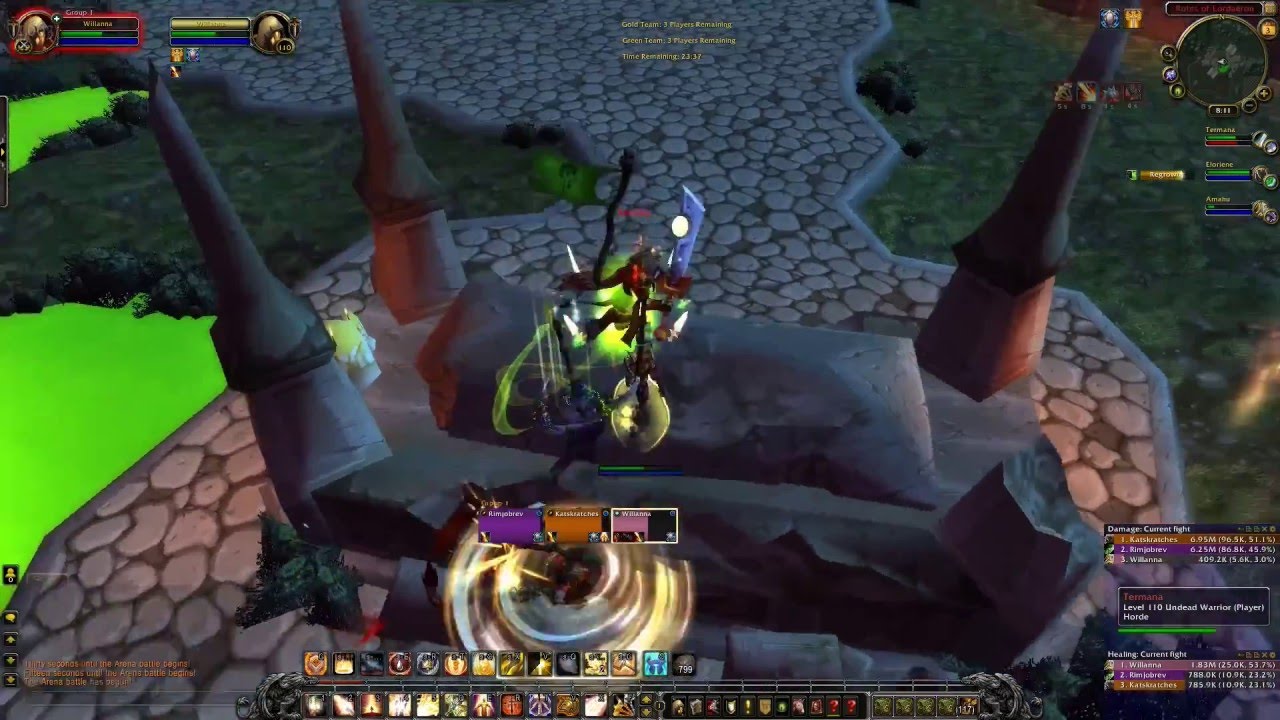 Group 1
Willanna
Willanna
110
Gold Team: 3 Players Remaining
Green Team: 3 Players Remaining
Time Remaining: 23:37
Ruins of Lordaeron
N
8:11
Termana
Regrowth
Eloriene
Amahu
Rimjobrev
Katskratches
Willanna
Damage: Current fight
1. Katskratches 6.95M (96.5K, 51.1%)
2. Rimjobrev 6.25M (86.8K, 45.9%)
3. Willanna 409.2K (5.6K, 3.0%)
Termana
Level 110 Undead Warrior (Player)
Horde
Healing: Current fight
1. Willanna 1.83M (25.0K, 53.7%)
2. Rimjobrev 788.0K (10.9K, 23.2%)
3. Katskratches 785.9K (10.9K, 23.1%)
Thirty seconds until the Arena battle begins!
Fifteen seconds until the Arena battle begins!
The Arena battle has begun!
799
(137)